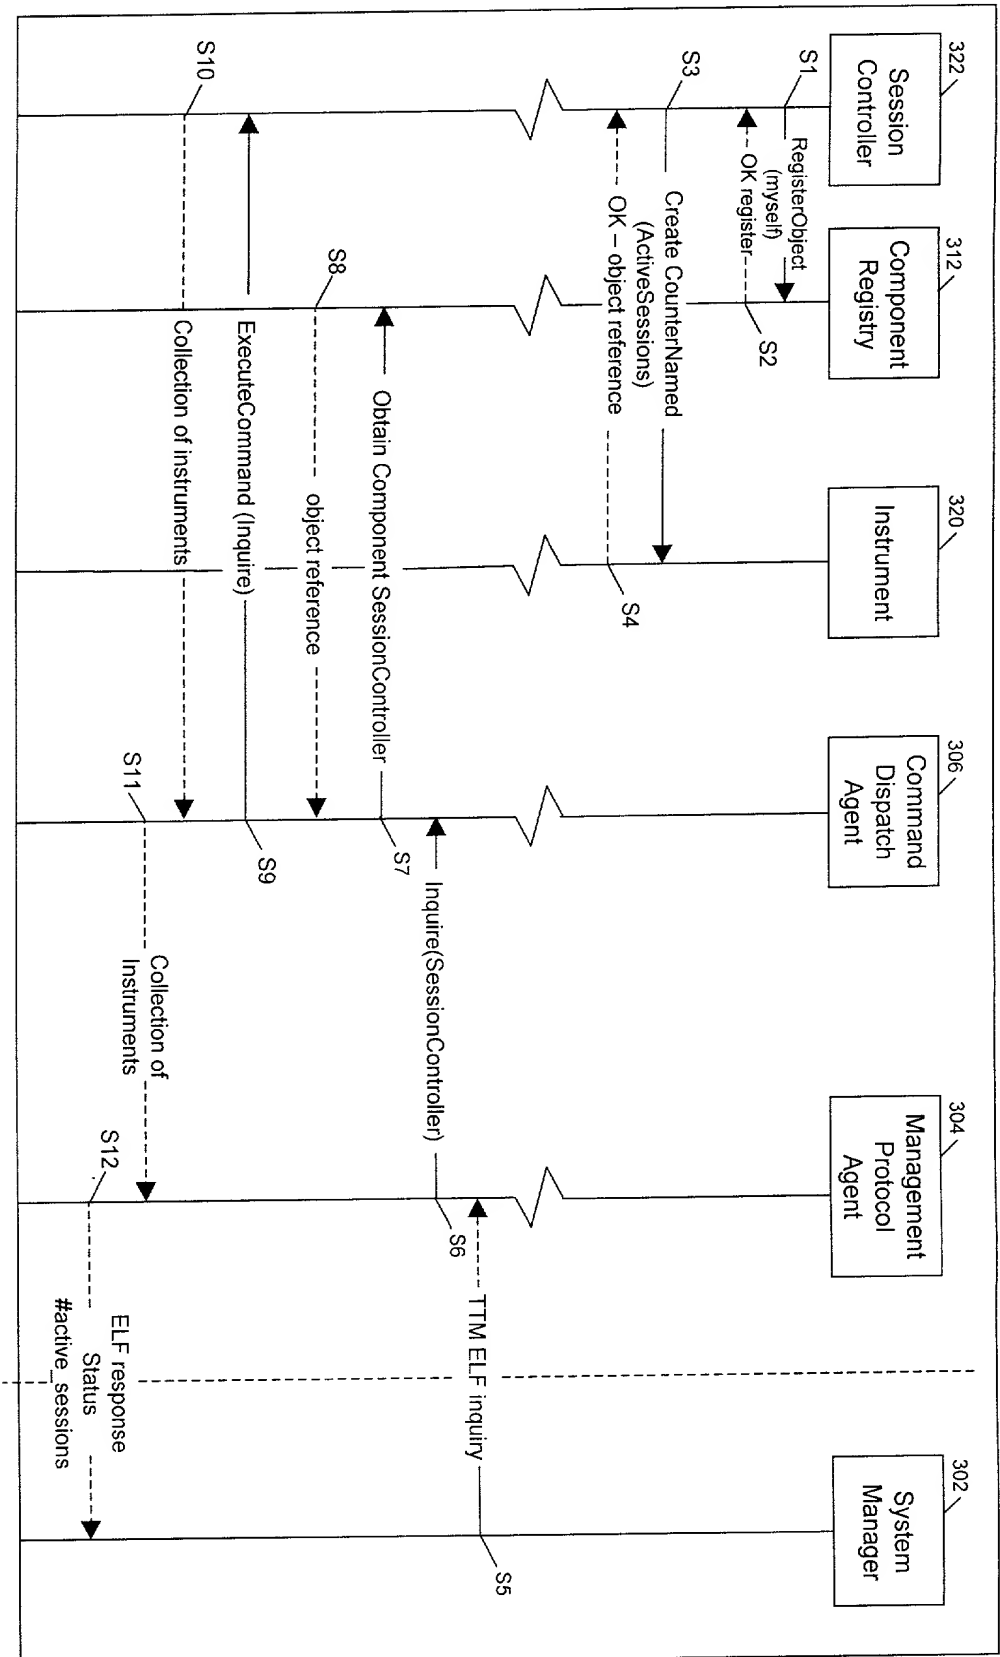 322
Session
Controller
312
Component
Registry
320
Instrument
306
Command
Dispatch
Agent
304
Management
Protocol
Agent
302
System
Manager
S1
RegisterObject
(myself)
OK register
S2
S3
Create CounterNamed
(ActiveSessions)
OK – object reference
S4
TTM ELF inquiry
S5
Inquire(SessionController)
S6
Obtain Component SessionController
S7
S8
object reference
ExecuteCommand (Inquire)
S9
S10
Collection of instruments
S11
Collection of
Instruments
S12
ELF response
Status
#active_sessions